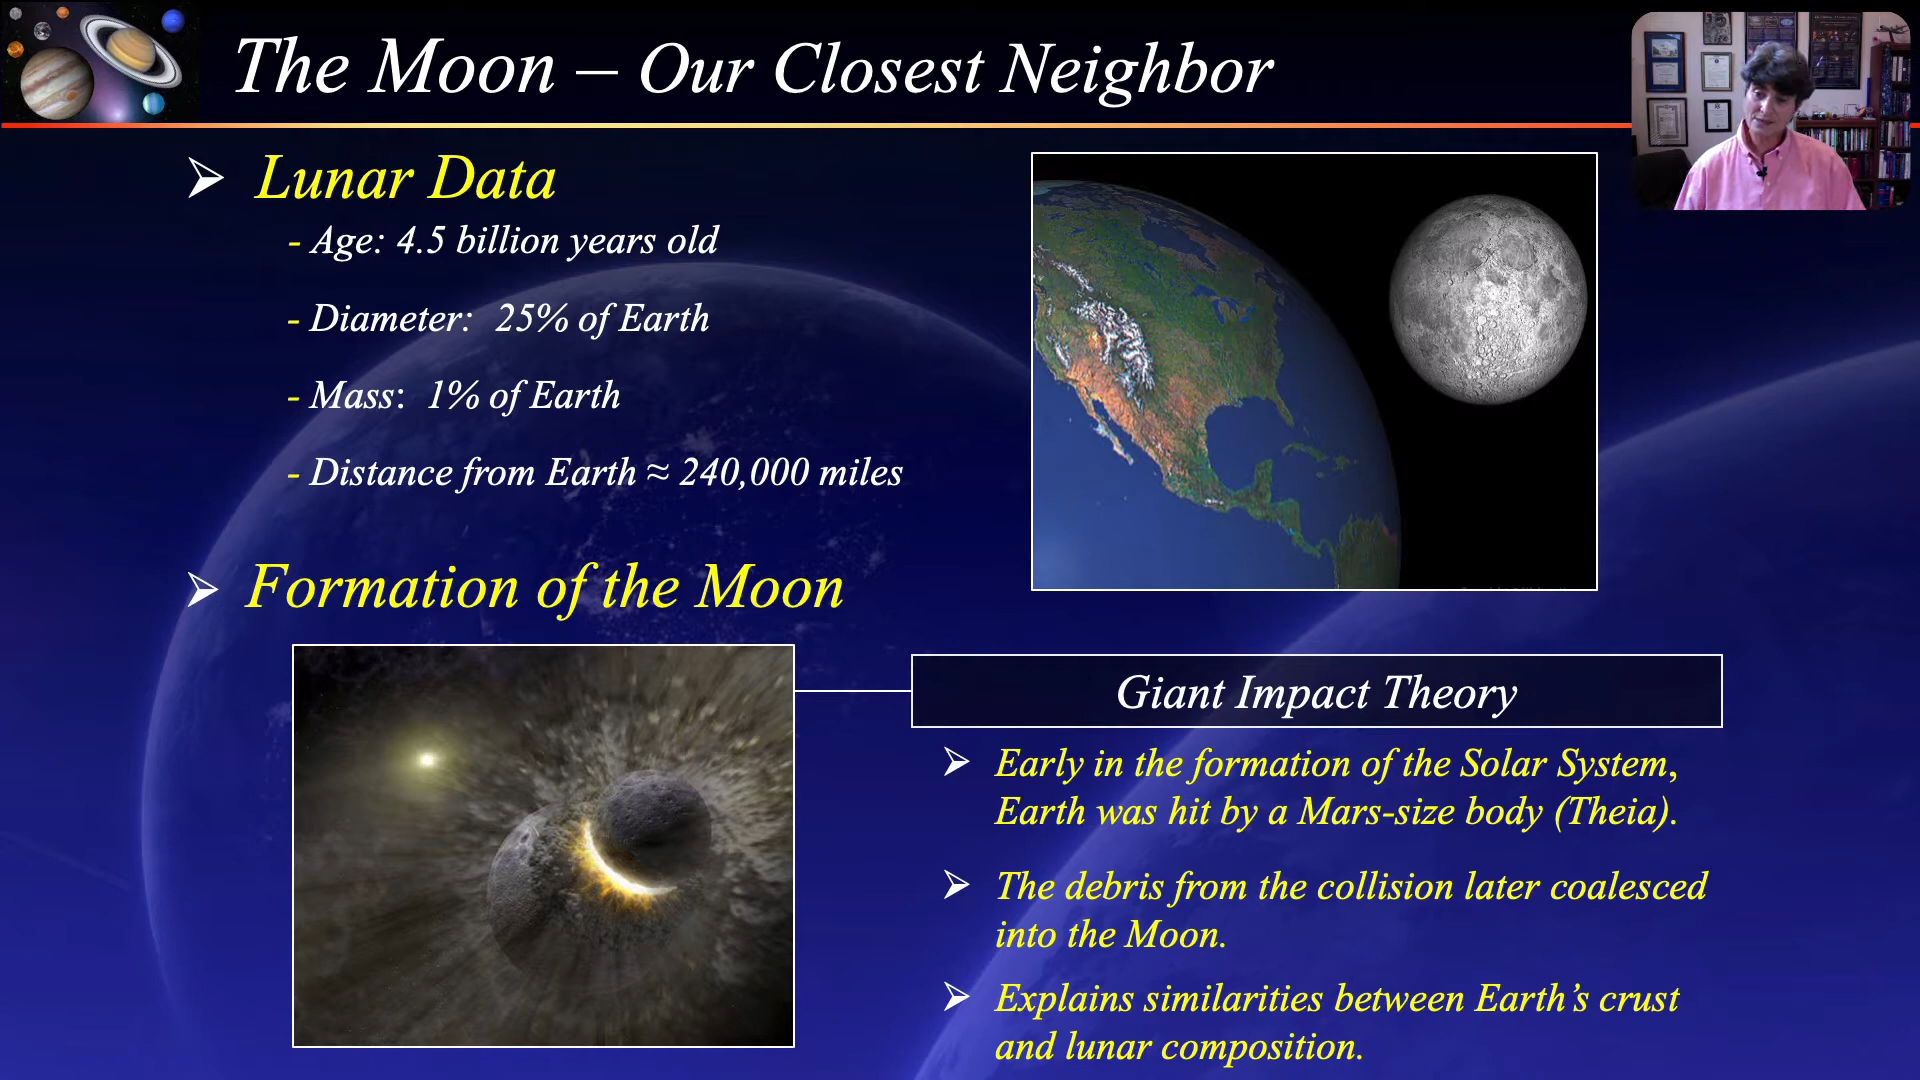 The Moon – Our Closest Neighbor
Lunar Data
- Age: 4.5 billion years old
- Diameter: 25% of Earth
- Mass: 1% of Earth
- Distance from Earth ≈ 240,000 miles
Formation of the Moon
Giant Impact Theory
Early in the formation of the Solar System,
Earth was hit by a Mars-size body (Theia).
The debris from the collision later coalesced
into the Moon.
Explains similarities between Earth’s crust
and lunar composition.